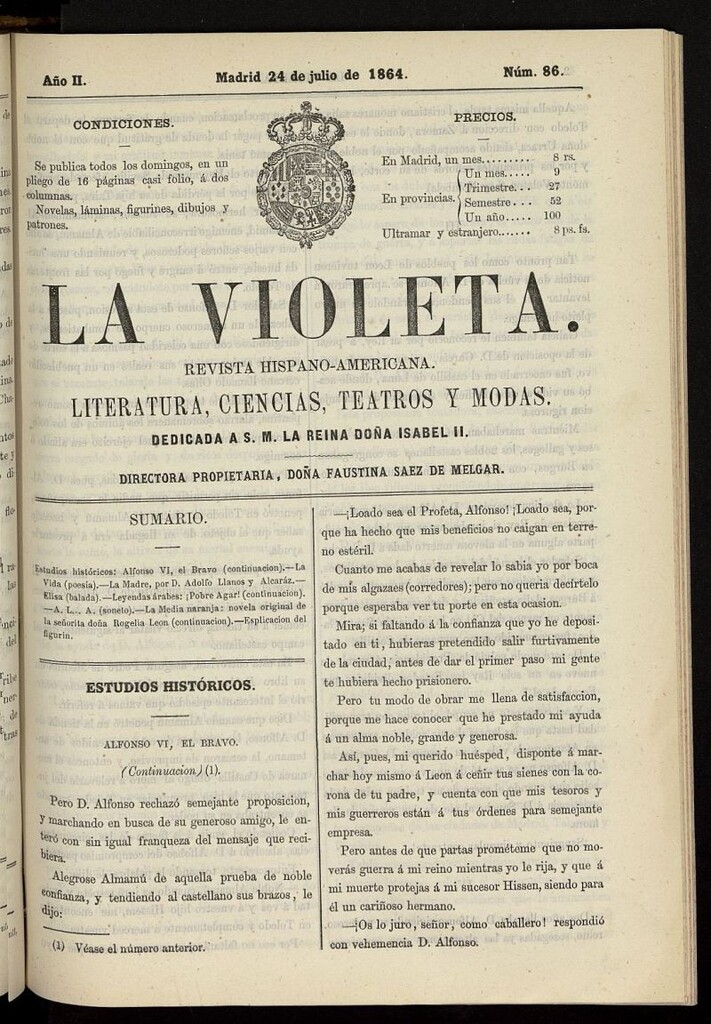 Año II.
Madrid 24 de julio de 1864.
Núm. 86.
CONDICIONES.
Se publica todos los domingos, en un
pliego de 16 páginas casi folio, á dos
columnas.
Novelas, láminas, figurines, dibujos y
patrones.
PRECIOS.
En Madrid, un mes......... 8 rs.
En provincias.
Un mes..... 9
Trimestre... 27
Semestre... 52
Un año..... 100
Ultramar y estranjero...... 8 ps. fs.
LA VIOLETA.
REVISTA HISPANO-AMERICANA.
LITERATURA, CIENCIAS, TEATROS Y MODAS.
DEDICADA A S. M. LA REINA DOÑA ISABEL II.
DIRECTORA PROPIETARIA, DOÑA FAUSTINA SAEZ DE MELGAR.
SUMARIO.
Estudios históricos: Alfonso VI, el Bravo (continuacion).—La
Vida (poesía).—La Madre, por D. Adolfo Llanos y Alcaráz.—
Elisa (balada).—Leyendas árabes: ¡Pobre Agar! (continuacion).
—A. L... A. (soneto).—La Media naranja: novela original de
la señorita doña Rogelia Leon (continuacion).—Esplicacion del
figurin.
ESTUDIOS HISTÓRICOS.
ALFONSO VI, EL BRAVO.
(Continuacion) (1).
Pero D. Alfonso rechazó semejante proposicion,
y marchando en busca de su generoso amigo, le en-
teró con sin igual franqueza del mensaje que reci-
biera.
Alegrose Almamú de aquella prueba de noble
confianza, y tendiendo al castellano sus brazos, le
dijo:
(1) Véase el número anterior.
—¡Loado sea el Profeta, Alfonso! ¡Loado sea, por-
que ha hecho que mis beneficios no caigan en terre-
no estéril.
Cuanto me acabas de revelar lo sabia yo por boca
de mis algazaes (corredores); pero no queria decírtelo
porque esperaba ver tu porte en esta ocasion.
Mira; si faltando á la confianza que yo he deposi-
tado en tí, hubieras pretendido salir furtivamente
de la ciudad, antes de dar el primer paso mi gente
te hubiera hecho prisionero.
Pero tu modo de obrar me llena de satisfaccion,
porque me hace conocer que he prestado mi ayuda
á un alma noble, grande y generosa.
Así, pues, mi querido huésped, disponte á mar-
char hoy mismo á Leon á ceñir tus sienes con la co-
rona de tu padre, y cuenta con que mis tesoros y
mis guerreros están á tus órdenes para semejante
empresa.
Pero antes de que partas prométeme que no mo-
verás guerra á mi reino mientras yo le rija, y que á
mi muerte protejas á mi sucesor Hissen, siendo para
él un cariñoso hermano.
—¡Os lo juro, señor, como caballero! respondió
con vehemencia D. Alfonso.